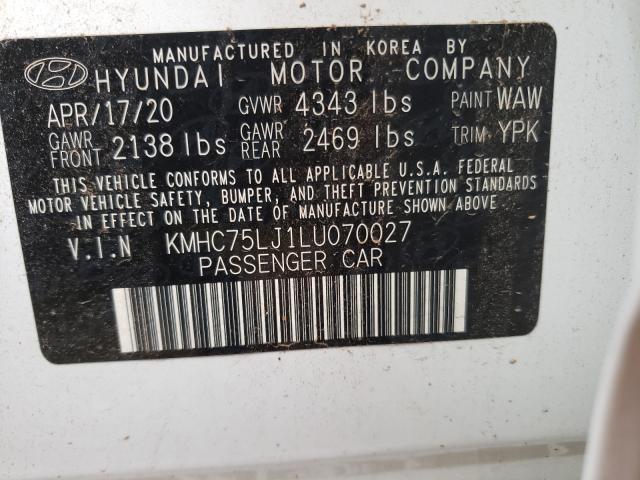 MANUFACTURED IN KOREA BY
HYUNDAI MOTOR COMPANY
APR/17/20 GVWR 4343 lbs PAINT WAW
GAWR FRONT 2138 lbs GAWR REAR 2469 lbs TRIM YPK
THIS VEHICLE CONFORMS TO ALL APPLICABLE U.S.A. FEDERAL
MOTOR VEHICLE SAFETY, BUMPER, AND THEFT PREVENTION STANDARDS
IN EFFECT ON THE DATE OF MANUFACTURE SHOWN ABOVE.
V.I.N KMHC75LJ1LU070027
PASSENGER CAR